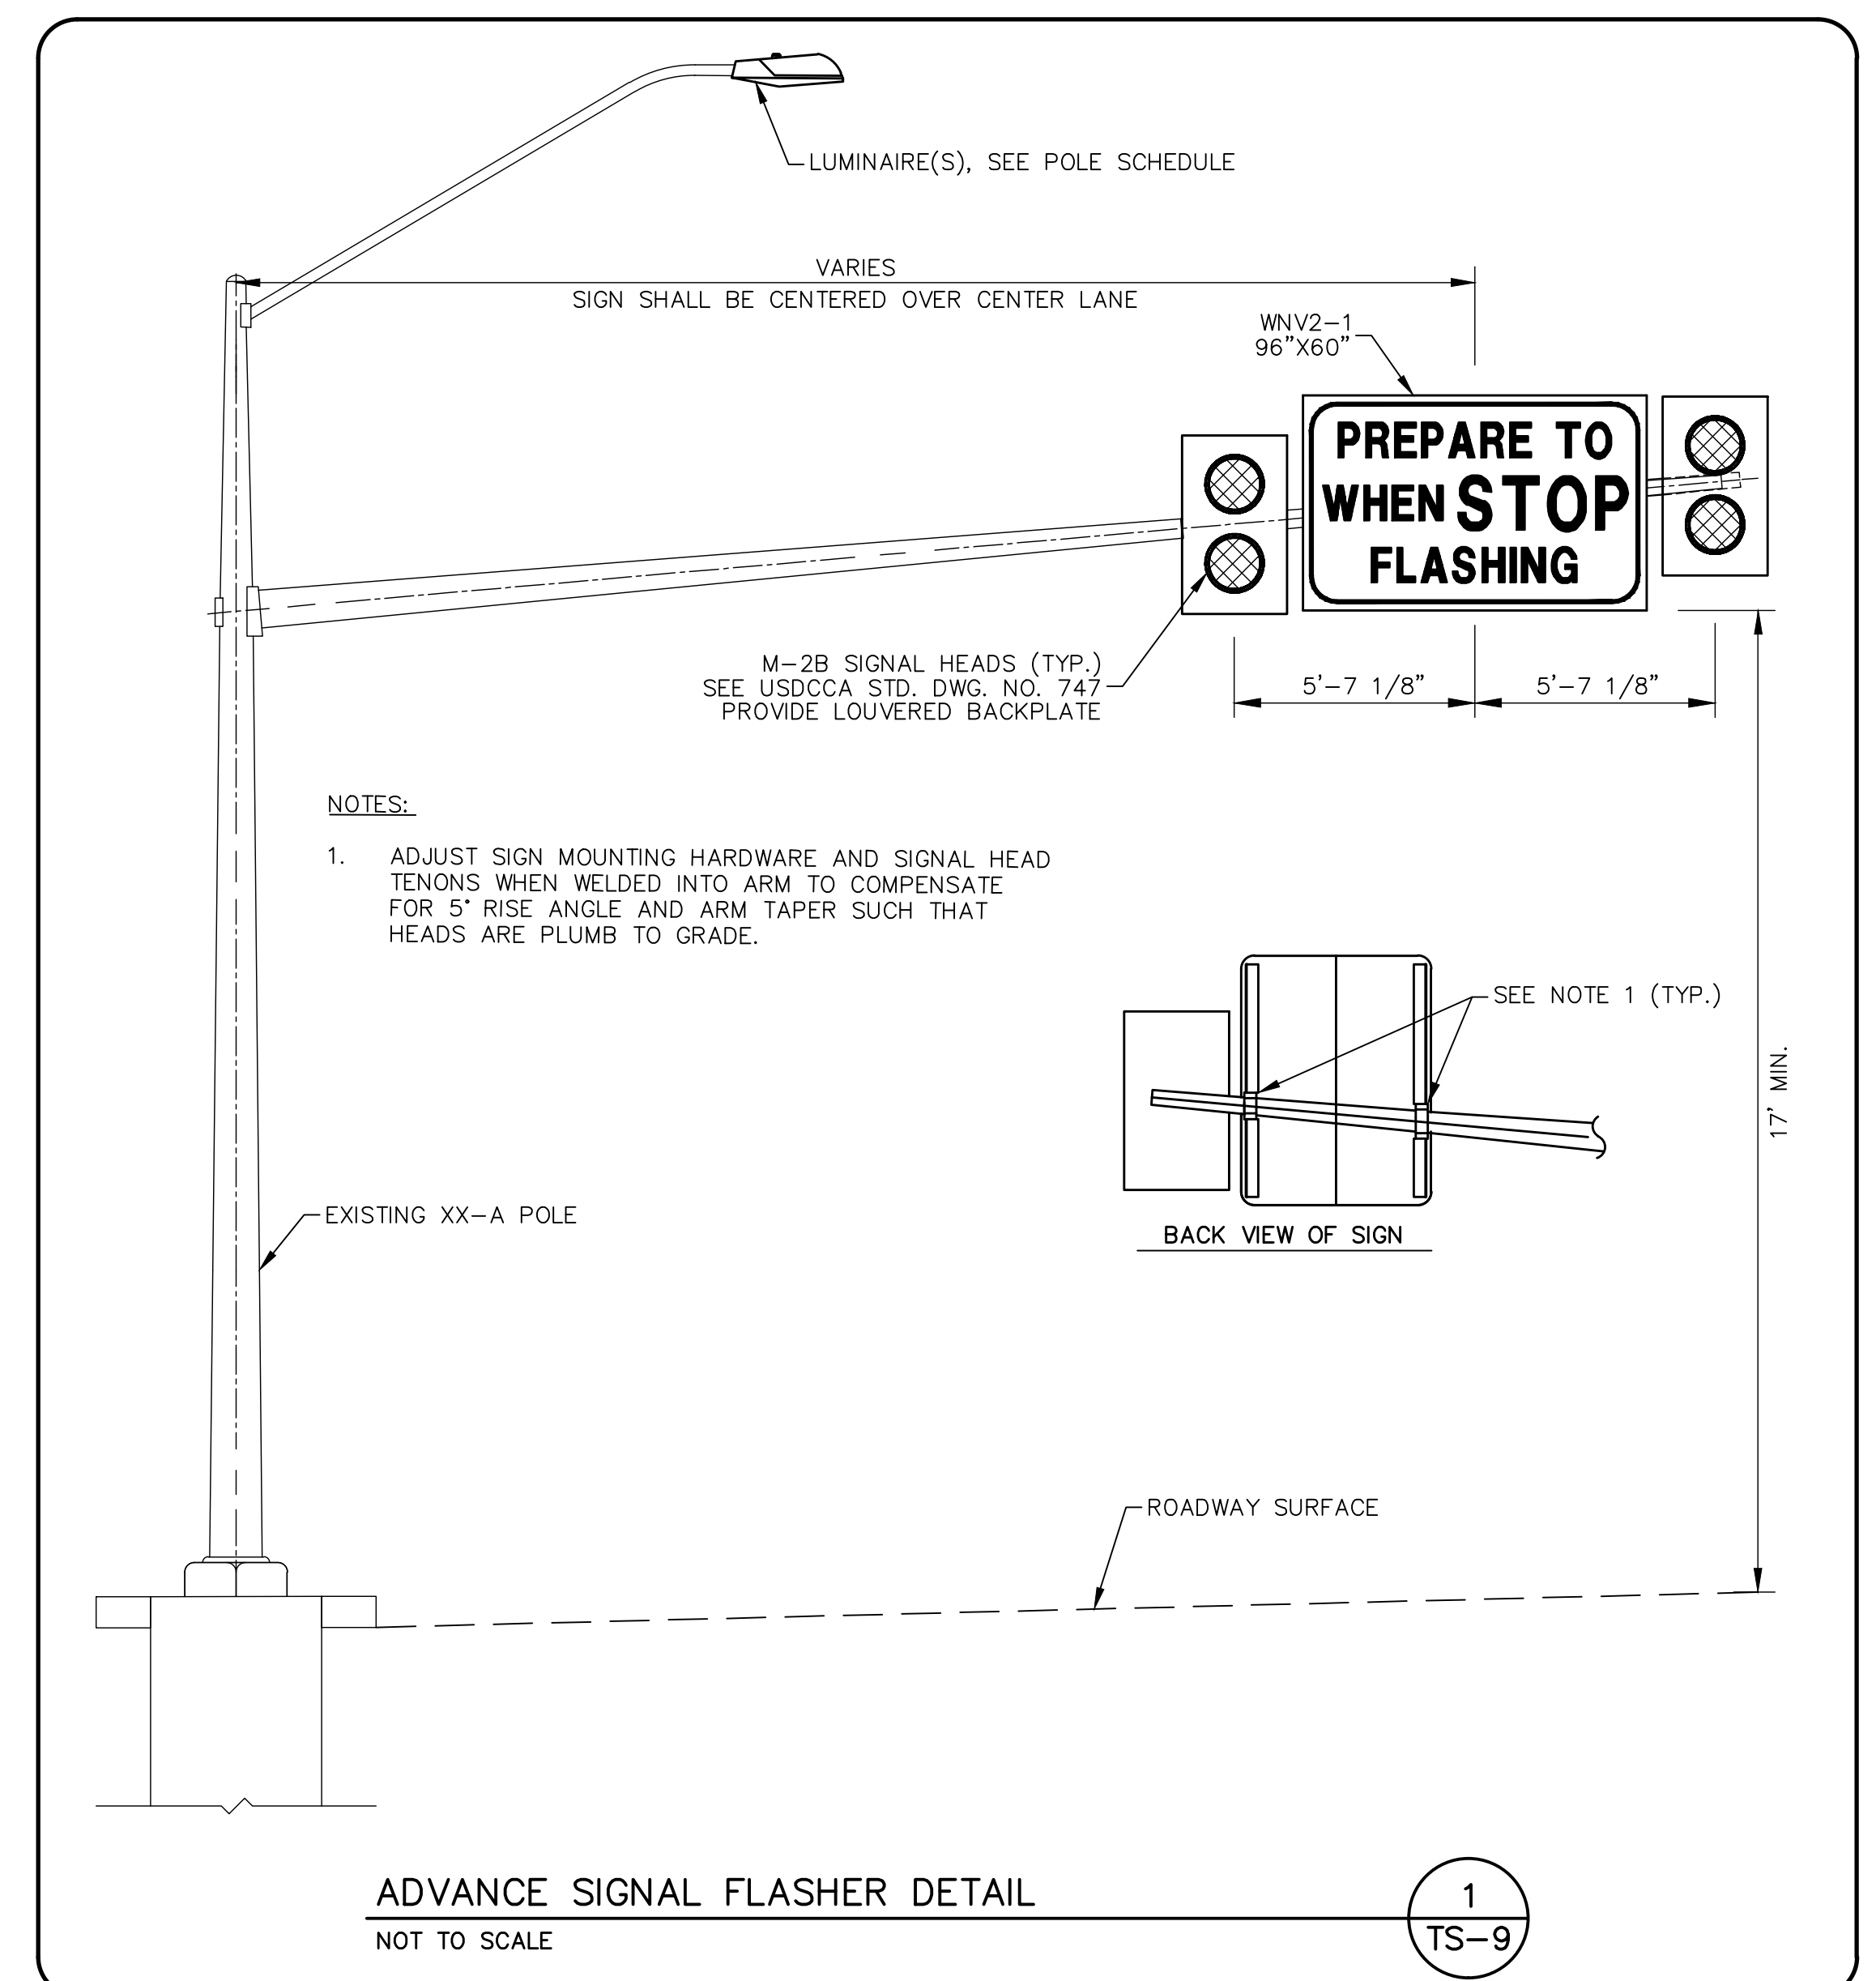 LUMINAIRE(S), SEE POLE SCHEDULE
VARIES
SIGN SHALL BE CENTERED OVER CENTER LANE
WNV2-1
96"X60"
PREPARE TO
WHEN STOP
FLASHING
M-2B SIGNAL HEADS (TYP.)
SEE USDCCA STD. DWG. NO. 747
PROVIDE LOUVERED BACKPLATE
5'-7 1/8"
5'-7 1/8"
NOTES:
1. ADJUST SIGN MOUNTING HARDWARE AND SIGNAL HEAD
TENONS WHEN WELDED INTO ARM TO COMPENSATE
FOR 5° RISE ANGLE AND ARM TAPER SUCH THAT
HEADS ARE PLUMB TO GRADE.
SEE NOTE 1 (TYP.)
17' MIN.
EXISTING XX-A POLE
BACK VIEW OF SIGN
ROADWAY SURFACE
ADVANCE SIGNAL FLASHER DETAIL
NOT TO SCALE
1
TS-9